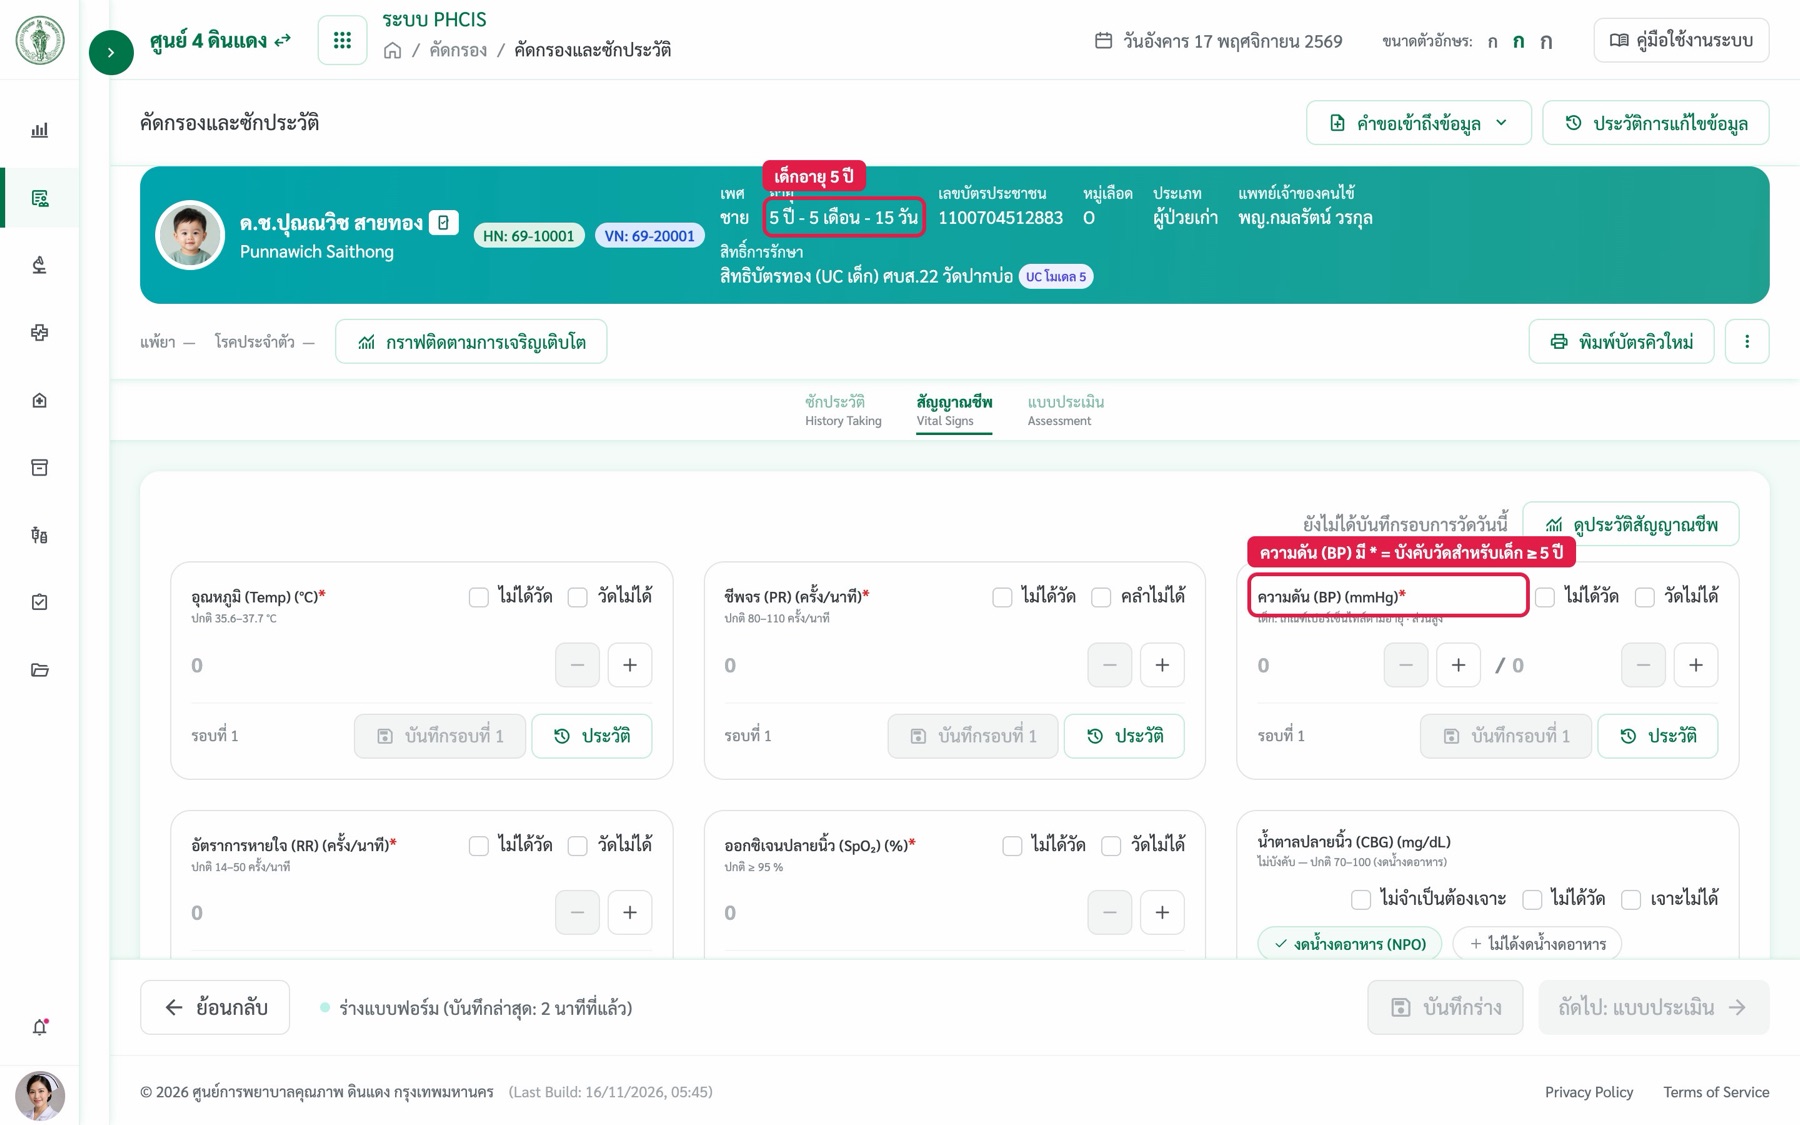 ศูนย์ 4 ดินแดง
ระบบ PHCIS
/ คัดกรอง / คัดกรองและซักประวัติ
วันอังคาร 17 พฤศจิกายน 2569
ขนาดตัวอักษร: ก ก ก
คู่มือใช้งานระบบ
คัดกรองและซักประวัติ
คำขอเข้าถึงข้อมูล
ประวัติการแก้ไขข้อมูล
เด็กอายุ 5 ปี
ด.ช.ปุณณวิช สายทอง
Punnawich Saithong
HN: 69-10001
VN: 69-20001
เพศ
ชาย
อายุ
5 ปี - 5 เดือน - 15 วัน
เลขบัตรประชาชน
1100704512883
หมู่เลือด
O
ประเภท
ผู้ป่วยเก่า
แพทย์เจ้าของคนไข้
พญ.กมลรัตน์ วรกุล
สิทธิ์การรักษา
สิทธิบัตรทอง (UC เด็ก) ศบส.22 วัดปากบ่อ
UC โมเดล 5
แพ้ยา —
โรคประจำตัว —
กราฟติดตามการเจริญเติบโต
พิมพ์บัตรคิวใหม่
ซักประวัติ
History Taking
สัญญาณชีพ
Vital Signs
แบบประเมิน
Assessment
ยังไม่ได้บันทึกรอบการวัดวันนี้
ดูประวัติสัญญาณชีพ
ความดัน (BP) มี * = บังคับวัดสำหรับเด็ก ≥ 5 ปี
อุณหภูมิ (Temp) (°C)*
ปกติ 35.6–37.7 °C
ไม่ได้วัด
วัดไม่ได้
0
รอบที่ 1
บันทึกรอบที่ 1
ประวัติ
ชีพจร (PR) (ครั้ง/นาที)*
ปกติ 80–110 ครั้ง/นาที
ไม่ได้วัด
คลำไม่ได้
0
รอบที่ 1
บันทึกรอบที่ 1
ประวัติ
ความดัน (BP) (mmHg)*
เด็ก: เกณฑ์เปอร์เซ็นไทล์ตามอายุ · ส่วนสูง
ไม่ได้วัด
วัดไม่ได้
0
/ 0
รอบที่ 1
บันทึกรอบที่ 1
ประวัติ
อัตราการหายใจ (RR) (ครั้ง/นาที)*
ปกติ 14–50 ครั้ง/นาที
ไม่ได้วัด
วัดไม่ได้
0
ออกซิเจนปลายนิ้ว (SpO₂) (%)*
ปกติ ≥ 95 %
ไม่ได้วัด
วัดไม่ได้
0
น้ำตาลปลายนิ้ว (CBG) (mg/dL)
ไม่บังคับ — ปกติ 70–100 (งดน้ำงดอาหาร)
ไม่จำเป็นต้องเจาะ
ไม่ได้วัด
เจาะไม่ได้
งดน้ำงดอาหาร (NPO)
ไม่ได้งดน้ำงดอาหาร
ย้อนกลับ
ร่างแบบฟอร์ม (บันทึกล่าสุด: 2 นาทีที่แล้ว)
บันทึกร่าง
ถัดไป: แบบประเมิน
© 2026 ศูนย์การพยาบาลคุณภาพ ดินแดง กรุงเทพมหานคร
(Last Build: 16/11/2026, 05:45)
Privacy Policy
Terms of Service